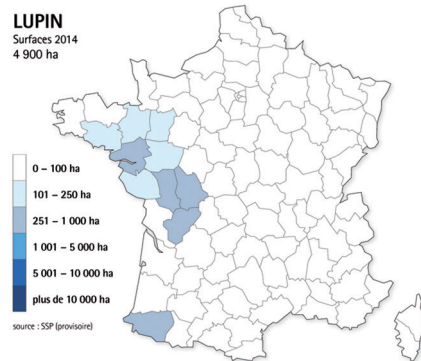 LUPIN
Surfaces 2014
4 900 ha
0 – 100 ha
101 – 250 ha
251 – 1 000 ha
1 001 – 5 000 ha
5 001 – 10 000 ha
plus de 10 000 ha
source : SSP (provisoire)